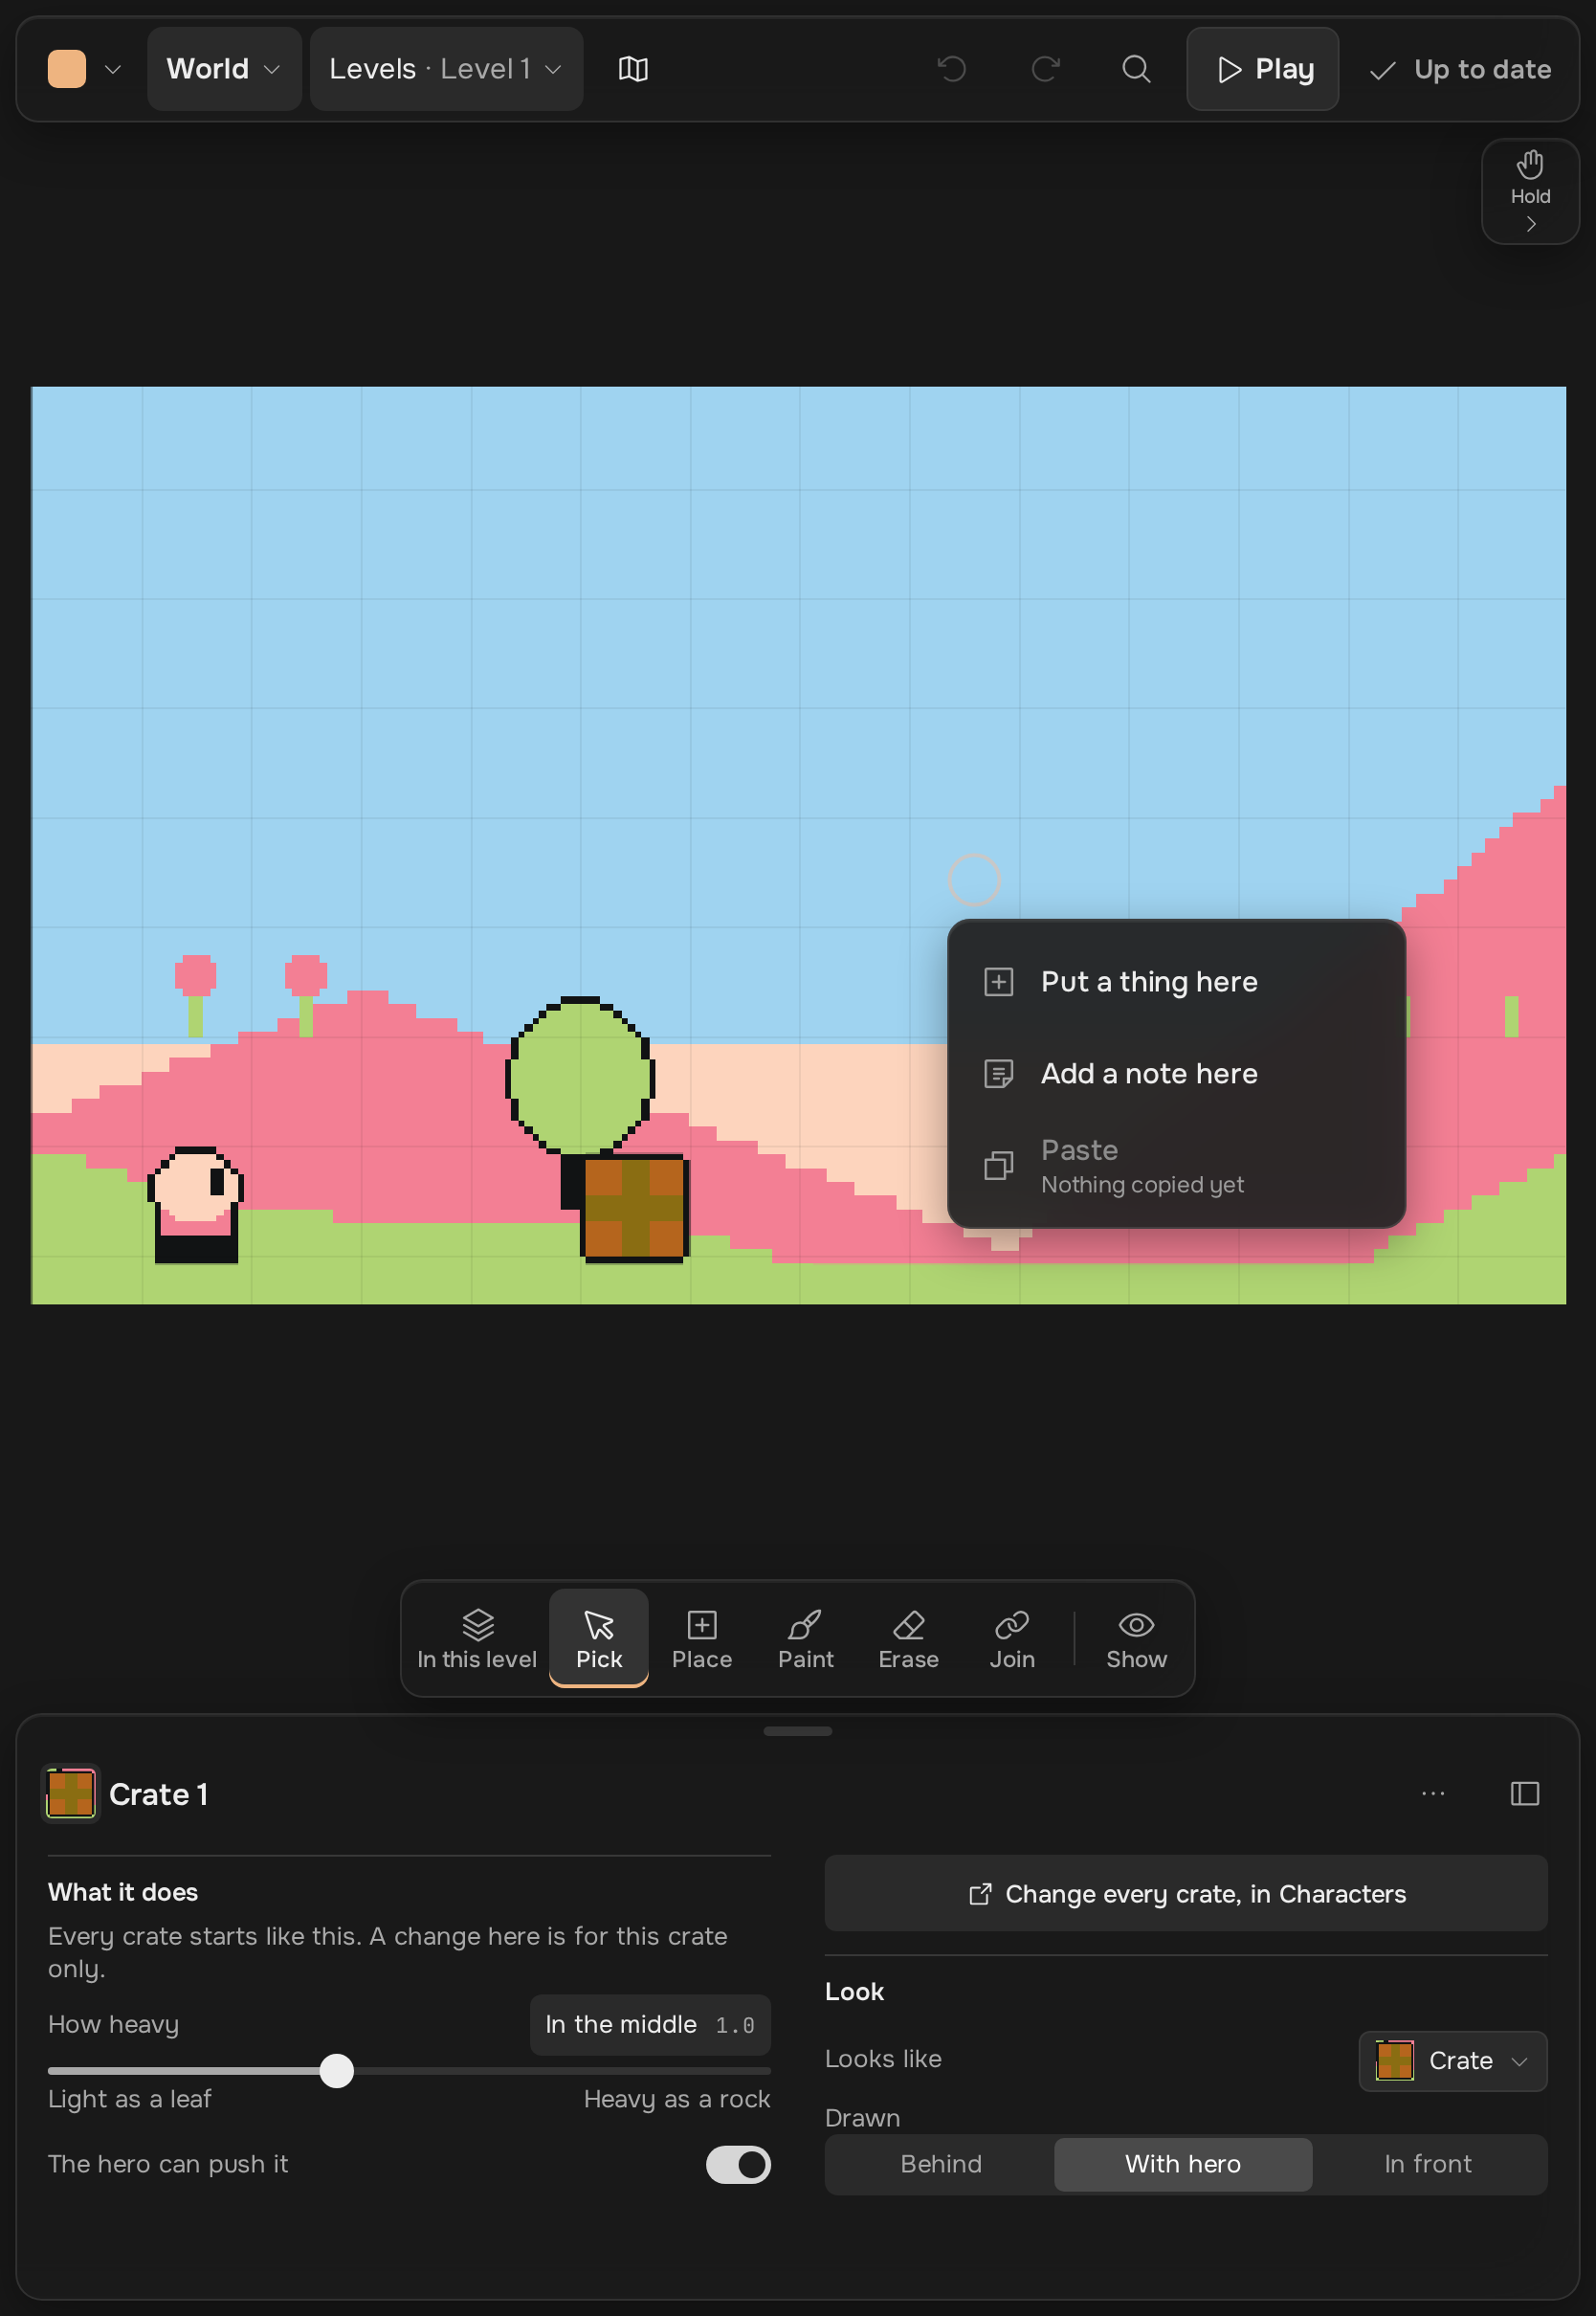 World
Levels · Level 1
Play
Up to date
Hold
Put a thing here
Add a note here
Paste
Nothing copied yet
In this level
Pick
Place
Paint
Erase
Join
Show
Crate 1
What it does
Every crate starts like this. A change here is for this crate
only.
How heavy
In the middle 1.0
Light as a leaf
Heavy as a rock
The hero can push it
Change every crate, in Characters
Look
Looks like
Crate
Drawn
Behind
With hero
In front